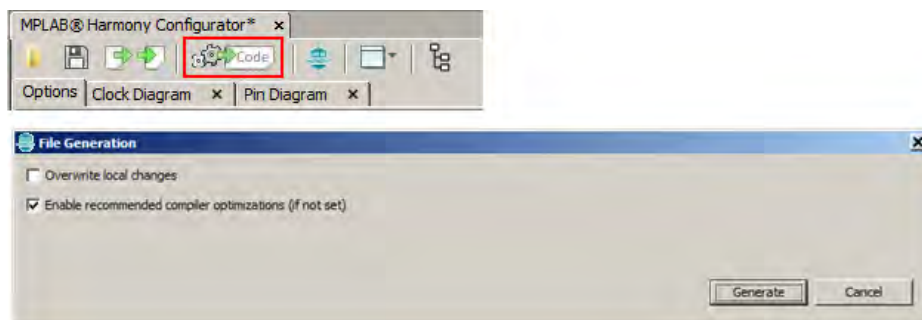 MPLAB® Harmony Configurator* x
Code
Options Clock Diagram x Pin Diagram x
File Generation
Overwrite local changes
Enable recommended compiler optimizations (if not set)
Generate Cancel